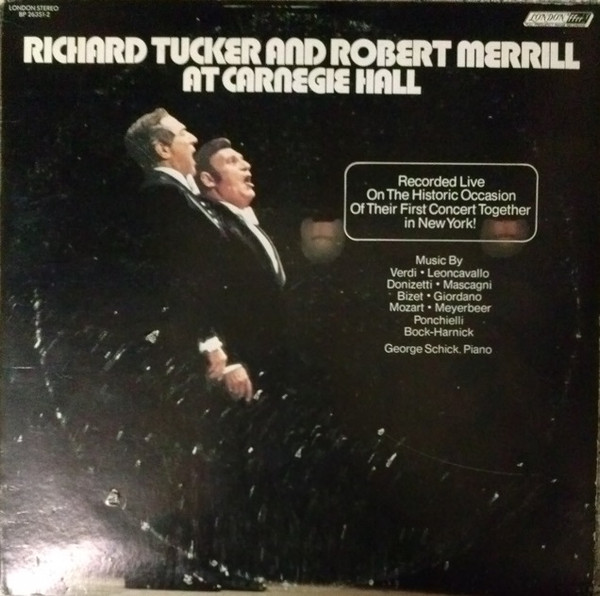 LONDON STEREO
BP 26351-2
LONDON ffrr
RICHARD TUCKER AND ROBERT MERRILL
AT CARNEGIE HALL
Recorded Live
On The Historic Occasion
Of Their First Concert Together
in New York!
Music By
Verdi • Leoncavallo
Donizetti • Mascagni
Bizet • Giordano
Mozart • Meyerbeer
Ponchielli
Bock-Harnick
George Schick, Piano